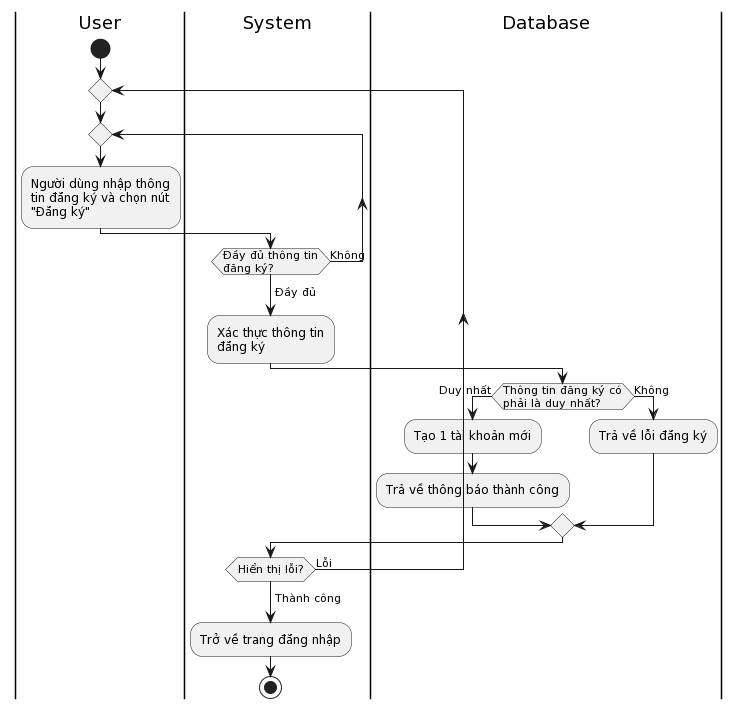 User
System
Database
Người dùng nhập thông
tin đăng ký và chọn nút
"Đăng ký"
Đầy đủ thông tin
đăng ký?
Không
Đầy đủ
Xác thực thông tin
đăng ký
Duy nhất
Thông tin đăng ký có
phải là duy nhất?
Không
Tạo 1 tài khoản mới
Trả về lỗi đăng ký
Trả về thông báo thành công
Hiển thị lỗi?
Lỗi
Thành công
Trở về trang đăng nhập